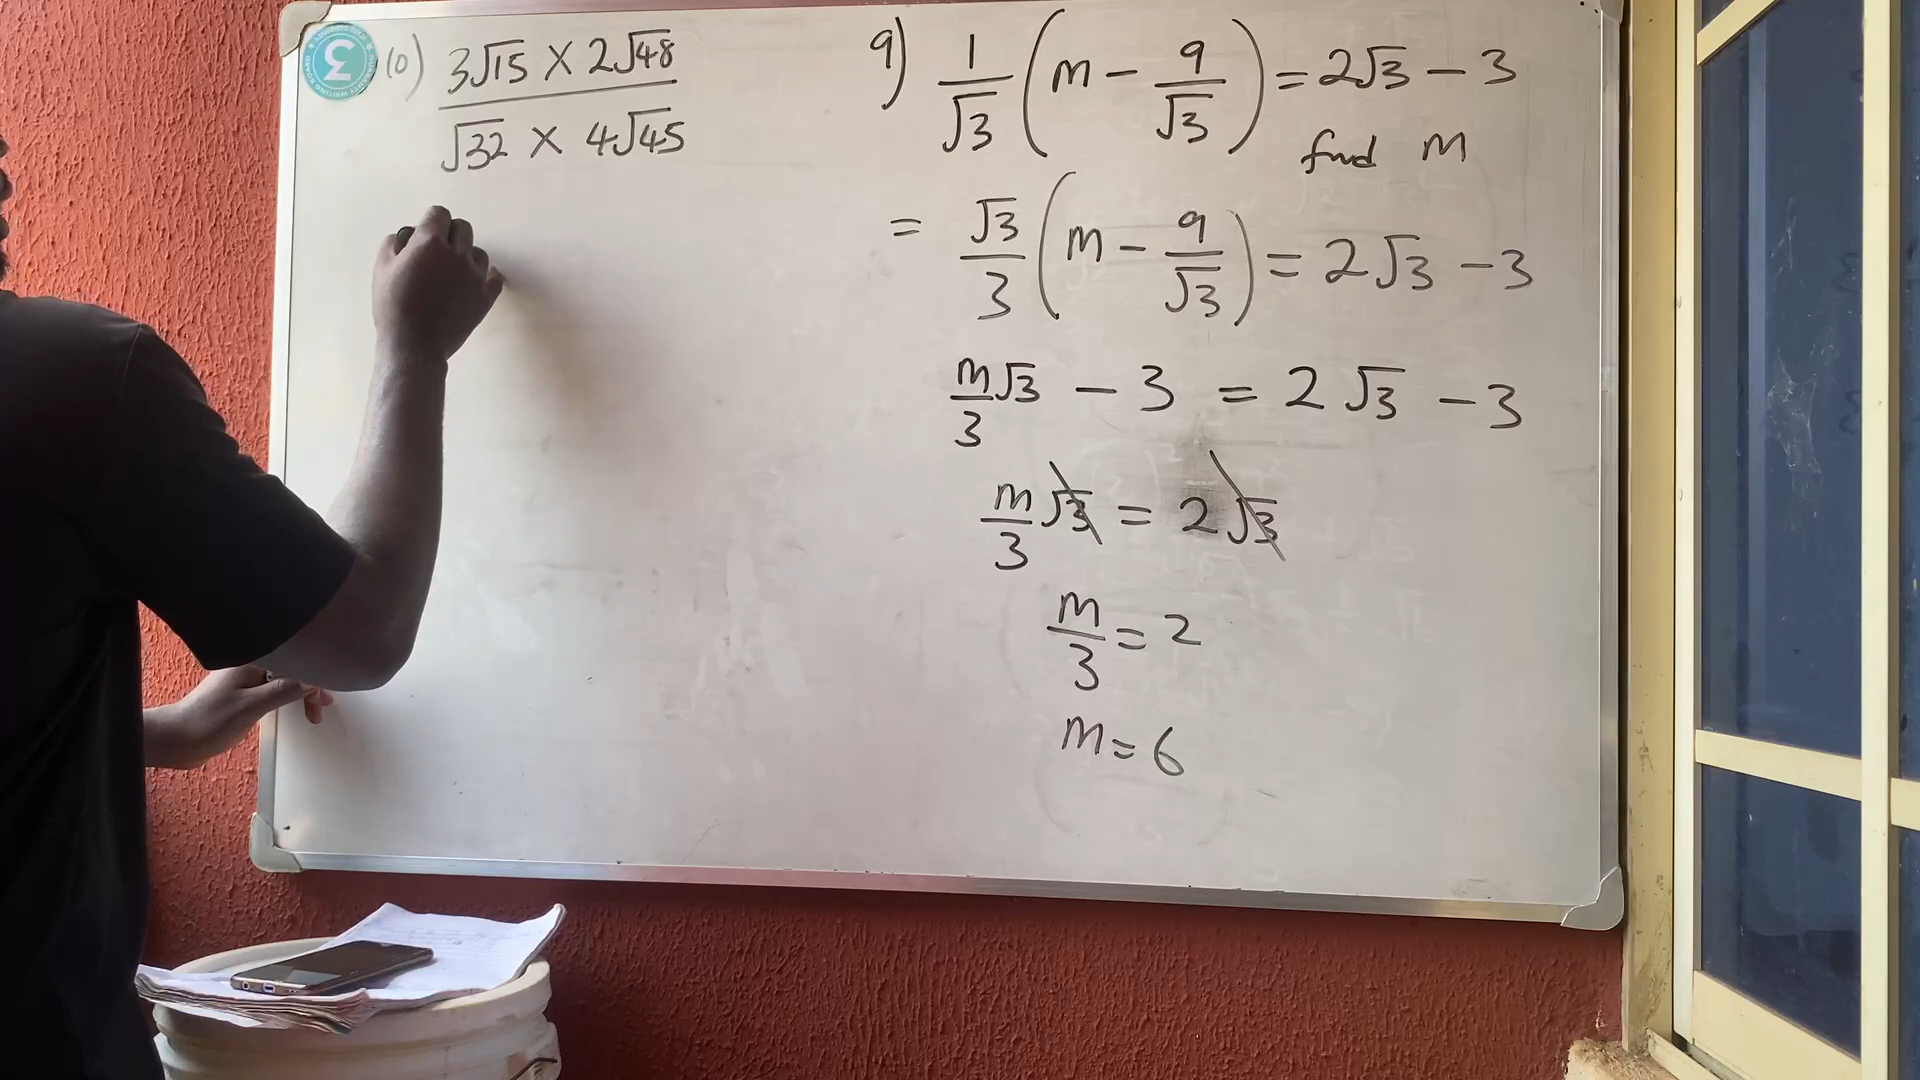 10) 3√15 × 2√48
√32 × 4√45
9) 1/√3 (m − 9/√3) = 2√3 − 3
find m
= √3/3 (m − 9/√3) = 2√3 − 3
m/3 √3 − 3 = 2√3 − 3
m/3 √3 = 2√3
m/3 = 2
m = 6